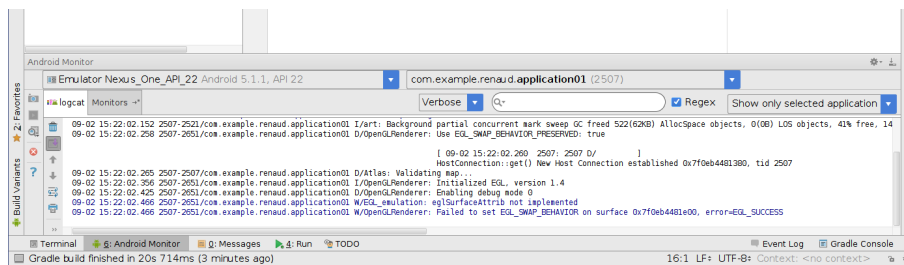 Android Monitor
Emulator Nexus_One_API_22 Android 5.1.1, API 22 com.example.renaud.application01 (2507)
logcat Monitors Verbose Regex Show only selected application
09-02 15:22:02.152 2507-2521/com.example.renaud.application01 I/art: Background partial concurrent mark sweep GC freed 522(62KB) AllocSpace objects, 0(0B) LOS objects, 41% free, 14
09-02 15:22:02.258 2507-2651/com.example.renaud.application01 D/OpenGLRenderer: Use EGL_SWAP_BEHAVIOR_PRESERVED: true
[ 09-02 15:22:02.260 2507: 2507 D/ ]
HostConnection::get() New Host Connection established 0x7f0eb4481380, tid 2507
09-02 15:22:02.265 2507-2507/com.example.renaud.application01 D/Atlas: Validating map...
09-02 15:22:02.356 2507-2651/com.example.renaud.application01 I/OpenGLRenderer: Initialized EGL, version 1.4
09-02 15:22:02.425 2507-2651/com.example.renaud.application01 D/OpenGLRenderer: Enabling debug mode 0
09-02 15:22:02.466 2507-2651/com.example.renaud.application01 W/EGL_emulation: eglSurfaceAttrib not implemented
09-02 15:22:02.466 2507-2651/com.example.renaud.application01 W/OpenGLRenderer: Failed to set EGL_SWAP_BEHAVIOR on surface 0x7f0eb4481e00, error=EGL_SUCCESS
2: Favorites
Build Variants
Terminal 6: Android Monitor 0: Messages 4: Run TODO Event Log Gradle Console
Gradle build finished in 20s 714ms (3 minutes ago) 16:1 LF UTF-8 Context: <no context>